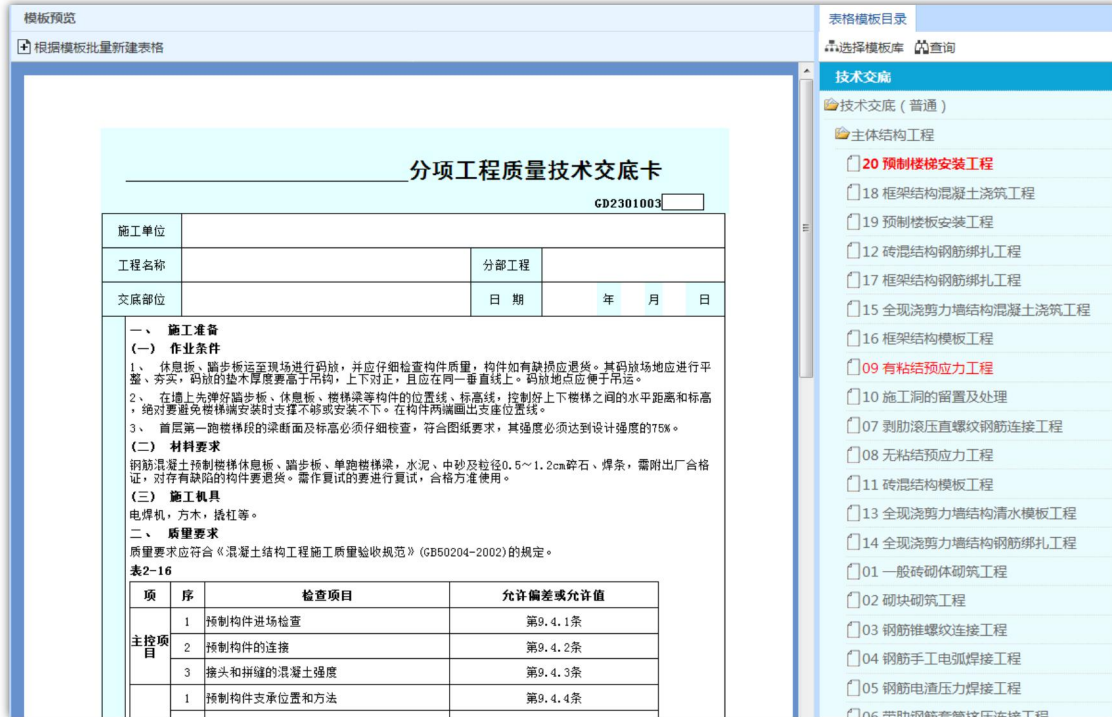 模板预览
根据模板批量新建表格
分项工程质量技术交底卡
GD2301003
施工单位
工程名称
分部工程
交底部位
日 期
年 月 日
一、 施工准备
(一) 作业条件
1、 休息板、踏步板运至现场进行码放，并应仔细检查构件质量，构件如有缺损应退货。其码放场地应进行平
整、夯实，码放的垫木厚度要高于吊钩，上下对正，且应在同一垂直线上。码放地点应便于吊运。
2、 在墙上先弹好踏步板、休息板、楼梯梁等构件的位置线、标高线，控制好上下楼梯之间的水平距离和标高
，绝对要避免楼梯端安装时支撑不够或安装不下。在构件两端画出支座位置线。
3、 首层第一跑楼梯段的梁断面及标高必须仔细校查，符合图纸要求，其强度必须达到设计强度的75%。
(二) 材料要求
钢筋混凝土预制楼梯休息板、踏步板、单跑楼梯梁，水泥、中砂及粒径0.5～1.2cm碎石、焊条，需附出厂合格
证，对存有缺陷的构件要退货。需作复试的要进行复试，合格方准使用。
(三) 施工机具
电焊机，方木，撬杠等。
二、 质量要求
质量要求应符合《混凝土结构工程施工质量验收规范》(GB50204-2002)的规定。
表2-16
项 序 检查项目 允许偏差或允许值
主控项目
1 预制构件进场检查 第9.4.1条
2 预制构件的连接 第9.4.2条
3 接头和拼缝的混凝土强度 第9.4.3条
1 预制构件支承位置和方法 第9.4.4条
表格模板目录
选择模板库 查询
技术交底
技术交底（普通）
主体结构工程
20 预制楼梯安装工程
18 框架结构混凝土浇筑工程
19 预制楼板安装工程
12 砖混结构钢筋绑扎工程
17 框架结构钢筋绑扎工程
15 全现浇剪力墙结构混凝土浇筑工程
16 框架结构模板工程
09 有粘结预应力工程
10 施工洞的留置及处理
07 剥肋滚压直螺纹钢筋连接工程
08 无粘结预应力工程
11 砖混结构模板工程
13 全现浇剪力墙结构清水模板工程
14 全现浇剪力墙结构钢筋绑扎工程
01 一般砖砌体砌筑工程
02 砌块砌筑工程
03 钢筋锥螺纹连接工程
04 钢筋手工电弧焊接工程
05 钢筋电渣压力焊接工程
06 带肋钢筋套筒挤压连接工程